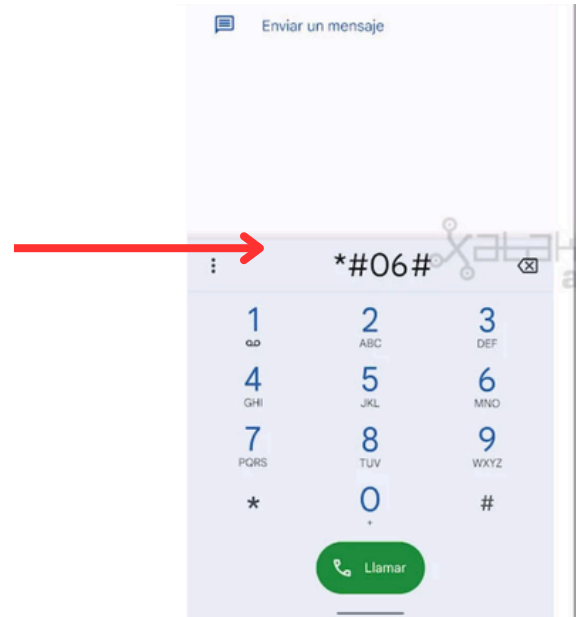 Enviar un mensaje
*#06#
1 2 3
ABC DEF
4 5 6
GHI JKL MNO
7 8 9
PQRS TUV WXYZ
* 0 #
+
Llamar